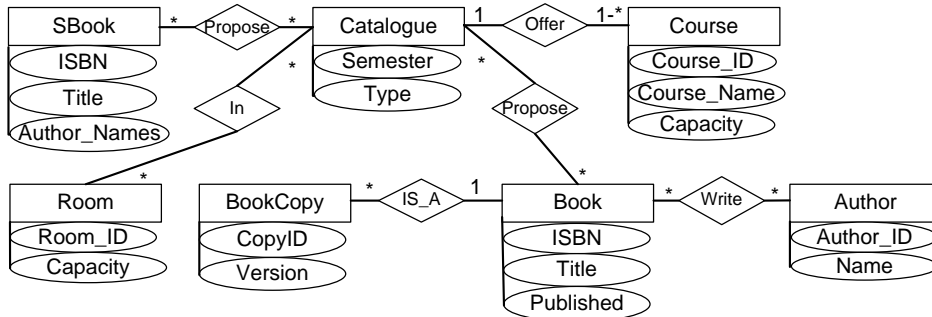 SBook * Propose * Catalogue 1 Offer 1-* Course
ISBN * Semester * Course_ID
Title In Type Propose Course_Name
Author_Names Capacity
* *
Room BookCopy * IS_A 1 Book * Write * Author
Room_ID CopyID ISBN Author_ID
Capacity Version Title Name
Published